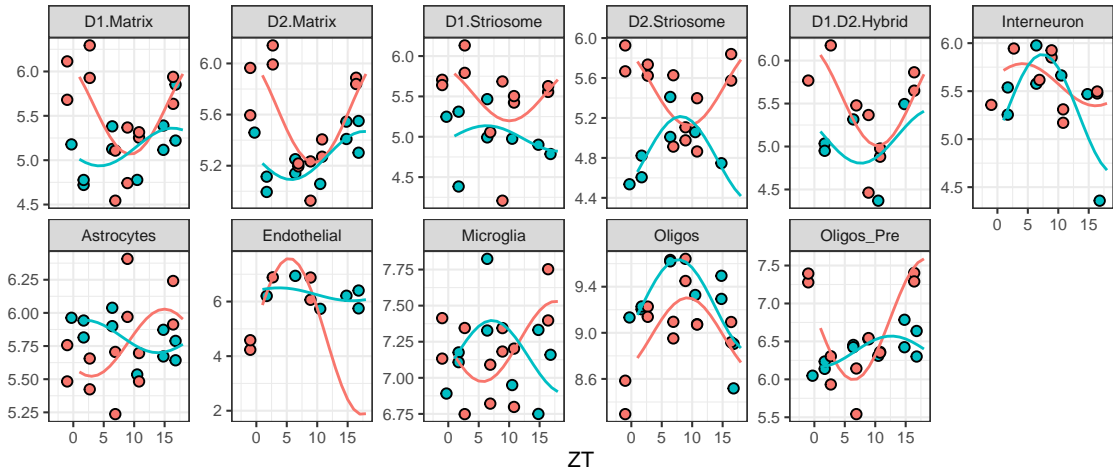 D1.Matrix D2.Matrix D1.Striosome D2.Striosome D1.D2.Hybrid Interneuron
6.0 5.5 5.0 4.5
6.0 5.6 5.2
6.0 5.5 5.0 4.5
6.0 5.6 5.2 4.8 4.4
6.0 5.5 5.0 4.5
6.0 5.5 5.0 4.5
0 5 10 15
Astrocytes Endothelial Microglia Oligos Oligos_Pre
6.25 6.00 5.75 5.50 5.25
6 4 2
7.75 7.50 7.25 7.00 6.75
9.5 9.0 8.6
7.5 7.0 6.5 6.0 5.5
0 5 10 15 0 5 10 15 0 5 10 15 0 5 10 15 0 5 10 15
ZT